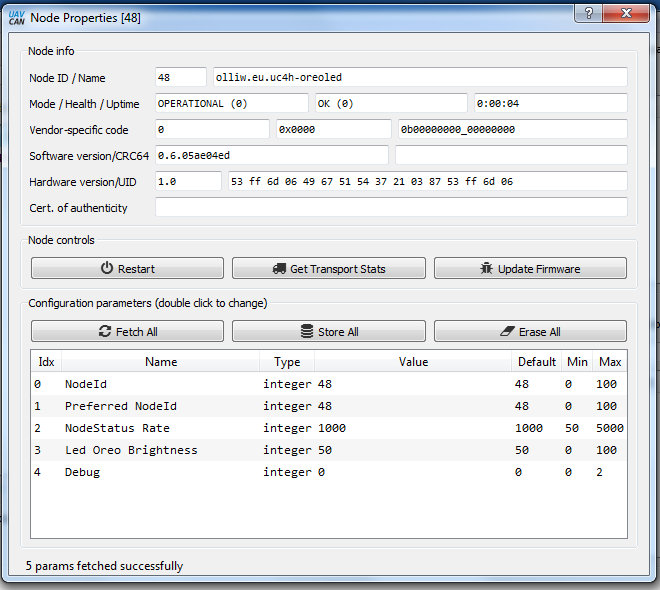 UAV CAN Node Properties [48]
Node info
Node ID / Name 48 olliw.eu.uc4h-oreoled
Mode / Health / Uptime OPERATIONAL (0) OK (0) 0:00:04
Vendor-specific code 0 0x0000 0b00000000_00000000
Software version/CRC64 0.6.05ae04ed
Hardware version/UID 1.0 53 ff 6d 06 49 67 51 54 37 21 03 87 53 ff 6d 06
Cert. of authenticity
Node controls
Restart Get Transport Stats Update Firmware
Configuration parameters (double click to change)
Fetch All Store All Erase All
Idx Name Type Value Default Min Max
0 NodeId integer 48 48 0 100
1 Preferred NodeId integer 48 48 0 100
2 NodeStatus Rate integer 1000 1000 50 5000
3 Led Oreo Brightness integer 50 50 0 100
4 Debug integer 0 0 0 2
5 params fetched successfully